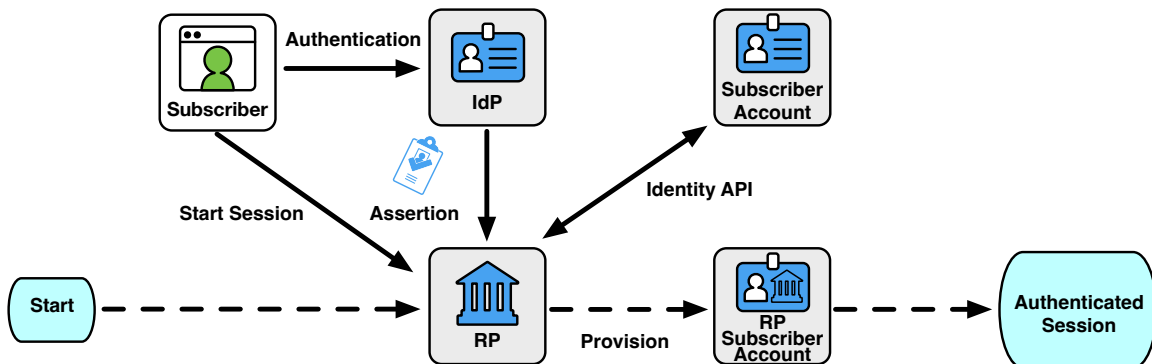 Authentication
Subscriber
IdP
Subscriber
Account
Start Session
Assertion
Identity API
Start
RP
Provision
RP
Subscriber
Account
Authenticated
Session